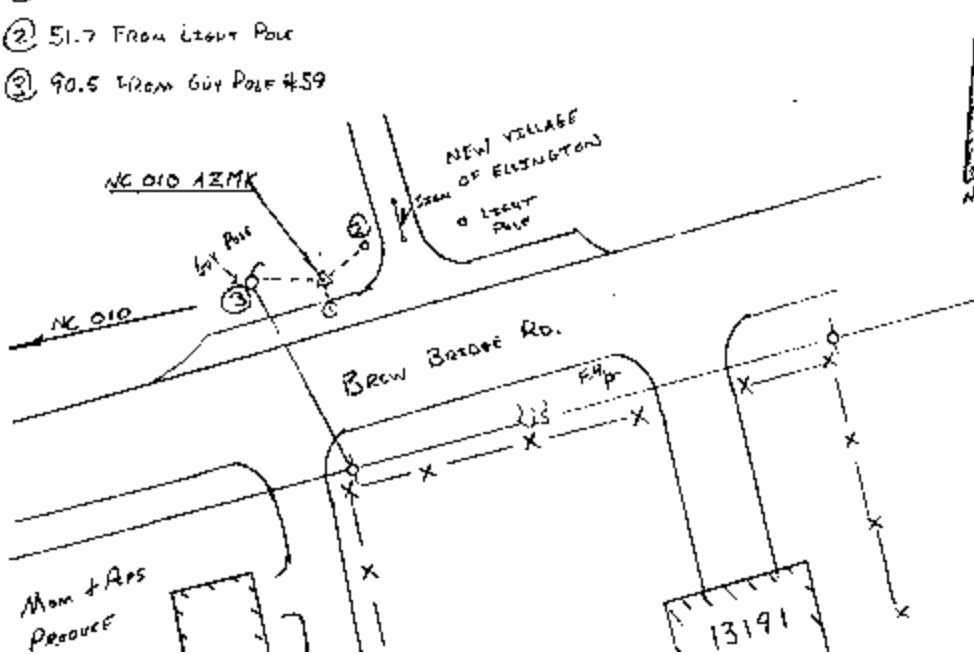 ② 51.7 FROM LIGHT POLE
③ 90.5 FROM GUY POLE #59
NEW VILLAGE
SIGN OF ELLINGTON
NC 010 AZMK
② 
o LIGHT
POLE
GUY POLE
③
①
NC 010
BREW BRIDGE RD.
F.H.
MOM + POPS
PRODUCE
13191